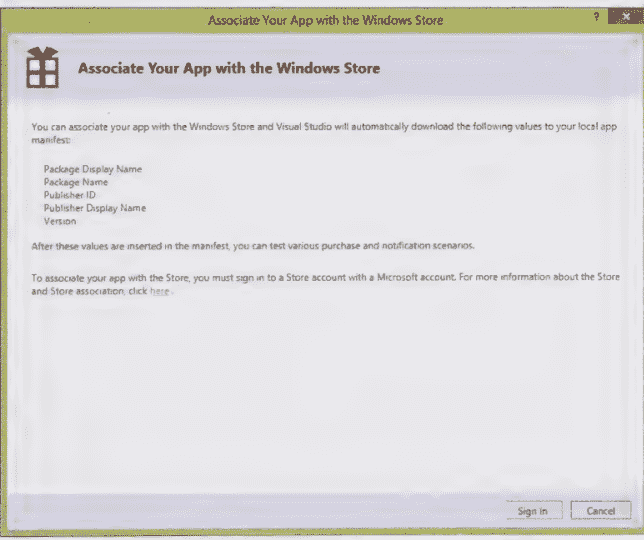 Associate Your App with the Windows Store
? x
Associate Your App with the Windows Store
You can associate your app with the Windows Store and Visual Studio will automatically download the following values to your local app
manifest:
Package Display Name
Package Name
Publisher ID
Publisher Display Name
Version
After these values are inserted in the manifest, you can test various purchase and notification scenarios.
To associate your app with the Store, you must sign in to a Store account with a Microsoft account. For more information about the Store
and Store association, click here.
Sign In
Cancel